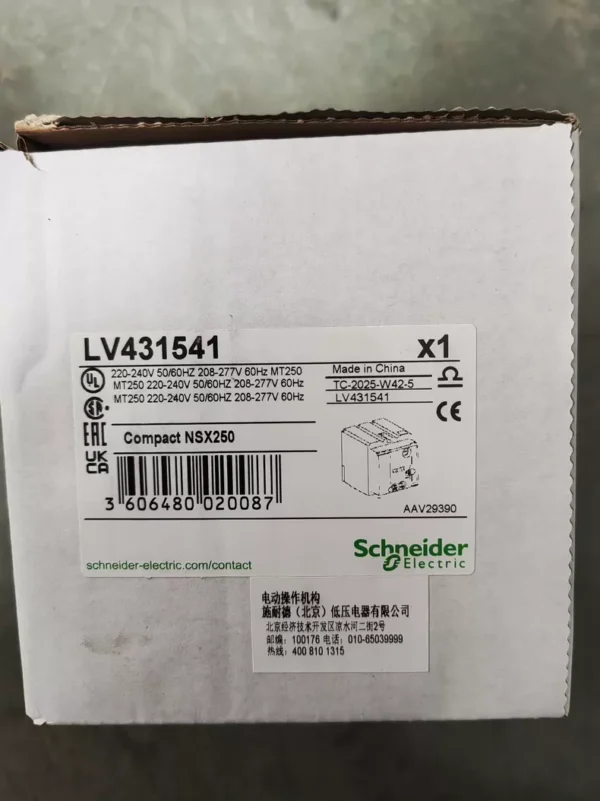 LV431541
x1
220-240V 50/60HZ 208-277V 60Hz MT250
MT250 220-240V 50/60HZ 208-277V 60Hz
MT250 220-240V 50/60HZ 208-277V 60Hz
Made in China
TC-2025-W42-5
LV431541
UL
EAC
UK
CA
CE
Compact NSX250
3 606480 020087
AAV29390
schneider-electric.com/contact
Schneider
Electric
电动操作机构
施耐德（北京）低压电器有限公司
北京经济技术开发区凉水河二街2号
邮编：100176 电话：010-65039999
热线：400 810 1315